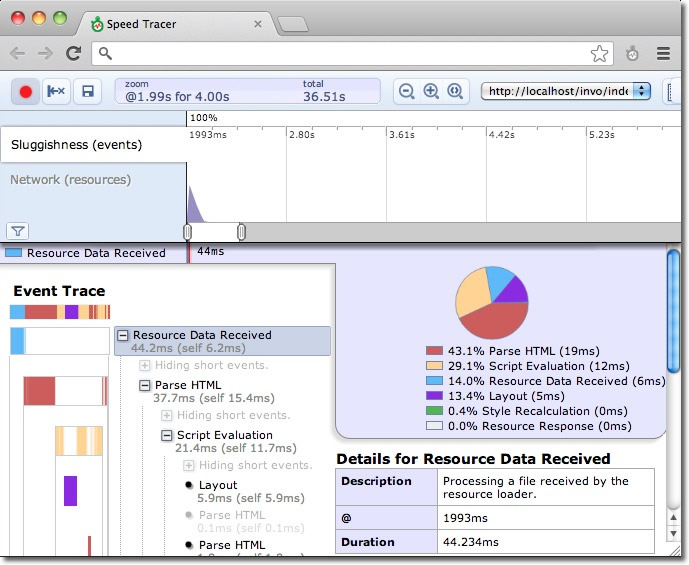 Speed Tracer
zoom
@1.99s for 4.00s
total
36.51s
http://localhost/invo/inde
100%
1993ms
2.80s
3.61s
4.42s
5.23s
Sluggishness (events)
Network (resources)
Resource Data Received
44ms
Event Trace
Resource Data Received
44.2ms (self 6.2ms)
Hiding short events.
Parse HTML
37.7ms (self 15.4ms)
Hiding short events.
Script Evaluation
21.4ms (self 11.7ms)
Hiding short events.
Layout
5.9ms (self 5.9ms)
Parse HTML
0.1ms (self 0.1ms)
Parse HTML
43.1% Parse HTML (19ms)
29.1% Script Evaluation (12ms)
14.0% Resource Data Received (6ms)
13.4% Layout (5ms)
0.4% Style Recalculation (0ms)
0.0% Resource Response (0ms)
Details for Resource Data Received
Description
Processing a file received by the
resource loader.
@
1993ms
Duration
44.234ms